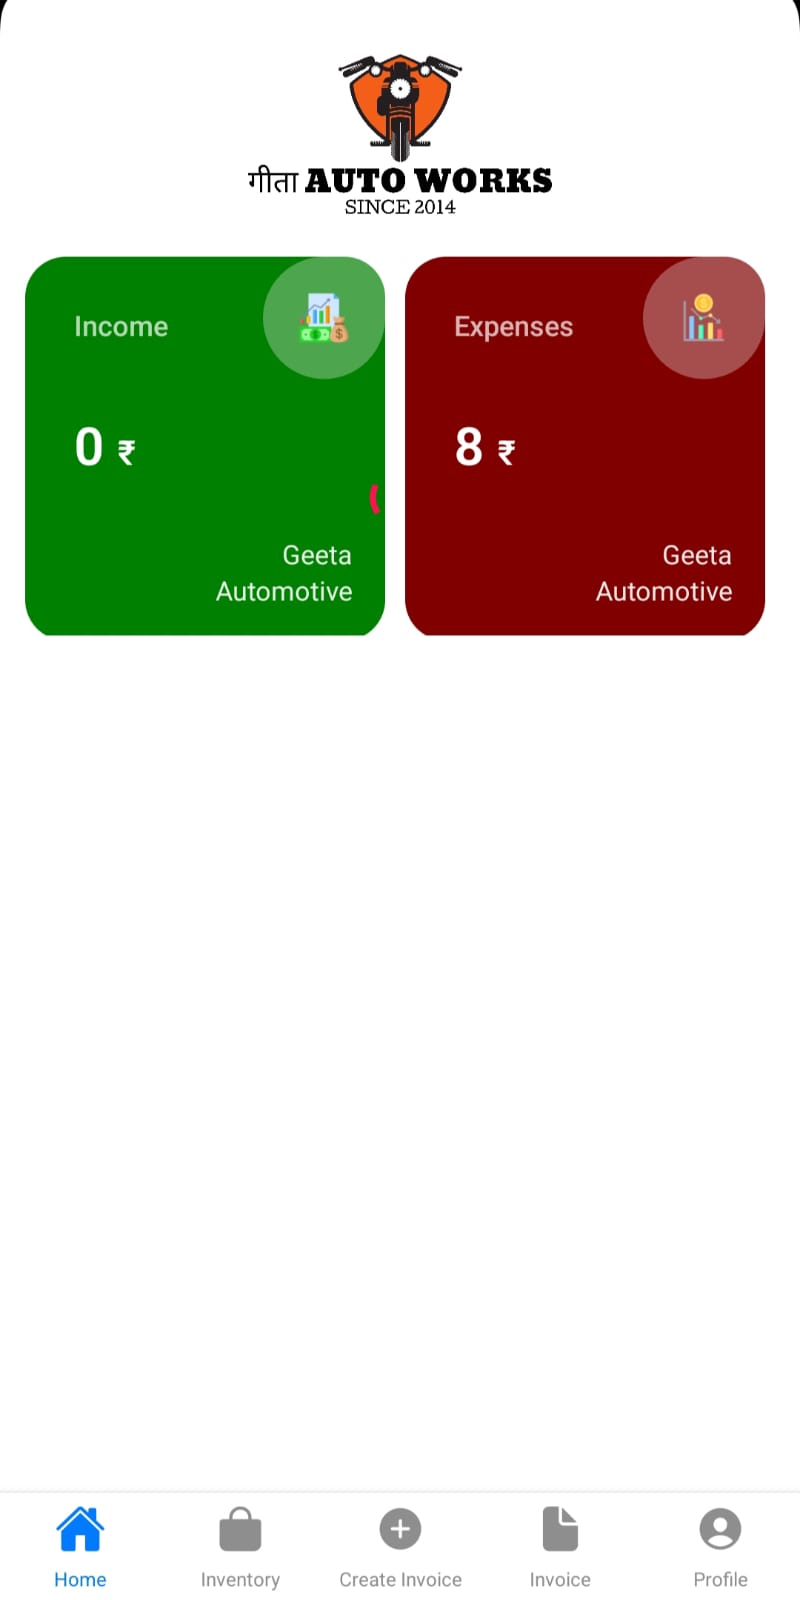 गीता AUTO WORKS
SINCE 2014
Income
0 ₹
Geeta
Automotive
Expenses
8 ₹
Geeta
Automotive
Home
Inventory
Create Invoice
Invoice
Profile